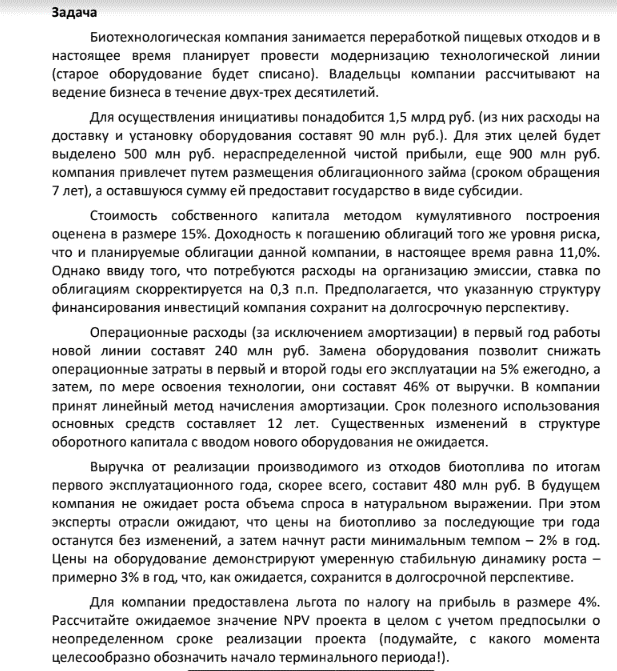 Задача
Биотехнологическая компания занимается переработкой пищевых отходов и в
настоящее время планирует провести модернизацию технологической линии
(старое оборудование будет списано). Владельцы компании рассчитывают на
ведение бизнеса в течение двух-трех десятилетий.
Для осуществления инициативы понадобится 1,5 млрд руб. (из них расходы на
доставку и установку оборудования составят 90 млн руб.). Для этих целей будет
выделено 500 млн руб. нераспределенной чистой прибыли, еще 900 млн руб.
компания привлечет путем размещения облигационного займа (сроком обращения
7 лет), а оставшуюся сумму ей предоставит государство в виде субсидии.
Стоимость собственного капитала методом кумулятивного построения
оценена в размере 15%. Доходность к погашению облигаций того же уровня риска,
что и планируемые облигации данной компании, в настоящее время равна 11,0%.
Однако ввиду того, что потребуются расходы на организацию эмиссии, ставка по
облигациям скорректируется на 0,3 п.п. Предполагается, что указанную структуру
финансирования инвестиций компания сохранит на долгосрочную перспективу.
Операционные расходы (за исключением амортизации) в первый год работы
новой линии составят 240 млн руб. Замена оборудования позволит снижать
операционные затраты в первый и второй годы его эксплуатации на 5% ежегодно, а
затем, по мере освоения технологии, они составят 46% от выручки. В компании
принят линейный метод начисления амортизации. Срок полезного использования
основных средств составляет 12 лет. Существенных изменений в структуре
оборотного капитала с вводом нового оборудования не ожидается.
Выручка от реализации производимого из отходов биотоплива по итогам
первого эксплуатационного года, скорее всего, составит 480 млн руб. В будущем
компания не ожидает роста объема спроса в натуральном выражении. При этом
эксперты отрасли ожидают, что цены на биотопливо за последующие три года
останутся без изменений, а затем начнут расти минимальным темпом – 2% в год.
Цены на оборудование демонстрируют умеренную стабильную динамику роста –
примерно 3% в год, что, как ожидается, сохранится в долгосрочной перспективе.
Для компании предоставлена льгота по налогу на прибыль в размере 4%.
Рассчитайте ожидаемое значение NPV проекта в целом с учетом предпосылки о
неопределенном сроке реализации проекта (подумайте, с какого момента
целесообразно обозначить начало терминального периода!).